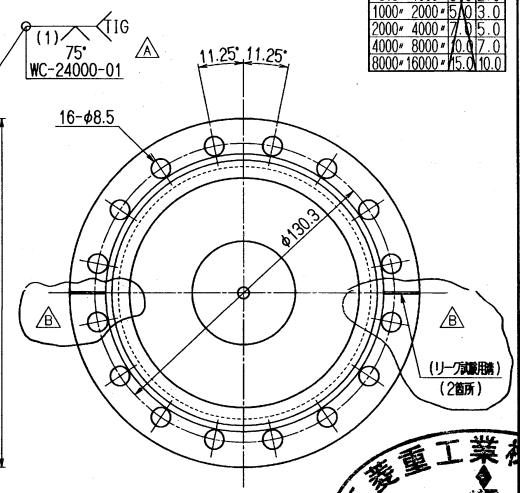 TIG
(1)
75°
WC-24000-01
A
11.25° 11.25°
1000〃 2000〃 5.0 3.0
2000〃 4000〃 7.0 5.0
4000〃 8000〃 10.0 7.0
8000〃 16000〃 15.0 10.0
16-φ8.5
φ130.3
B
B
(リーク試験用溝)
(2箇所)
菱重工業株